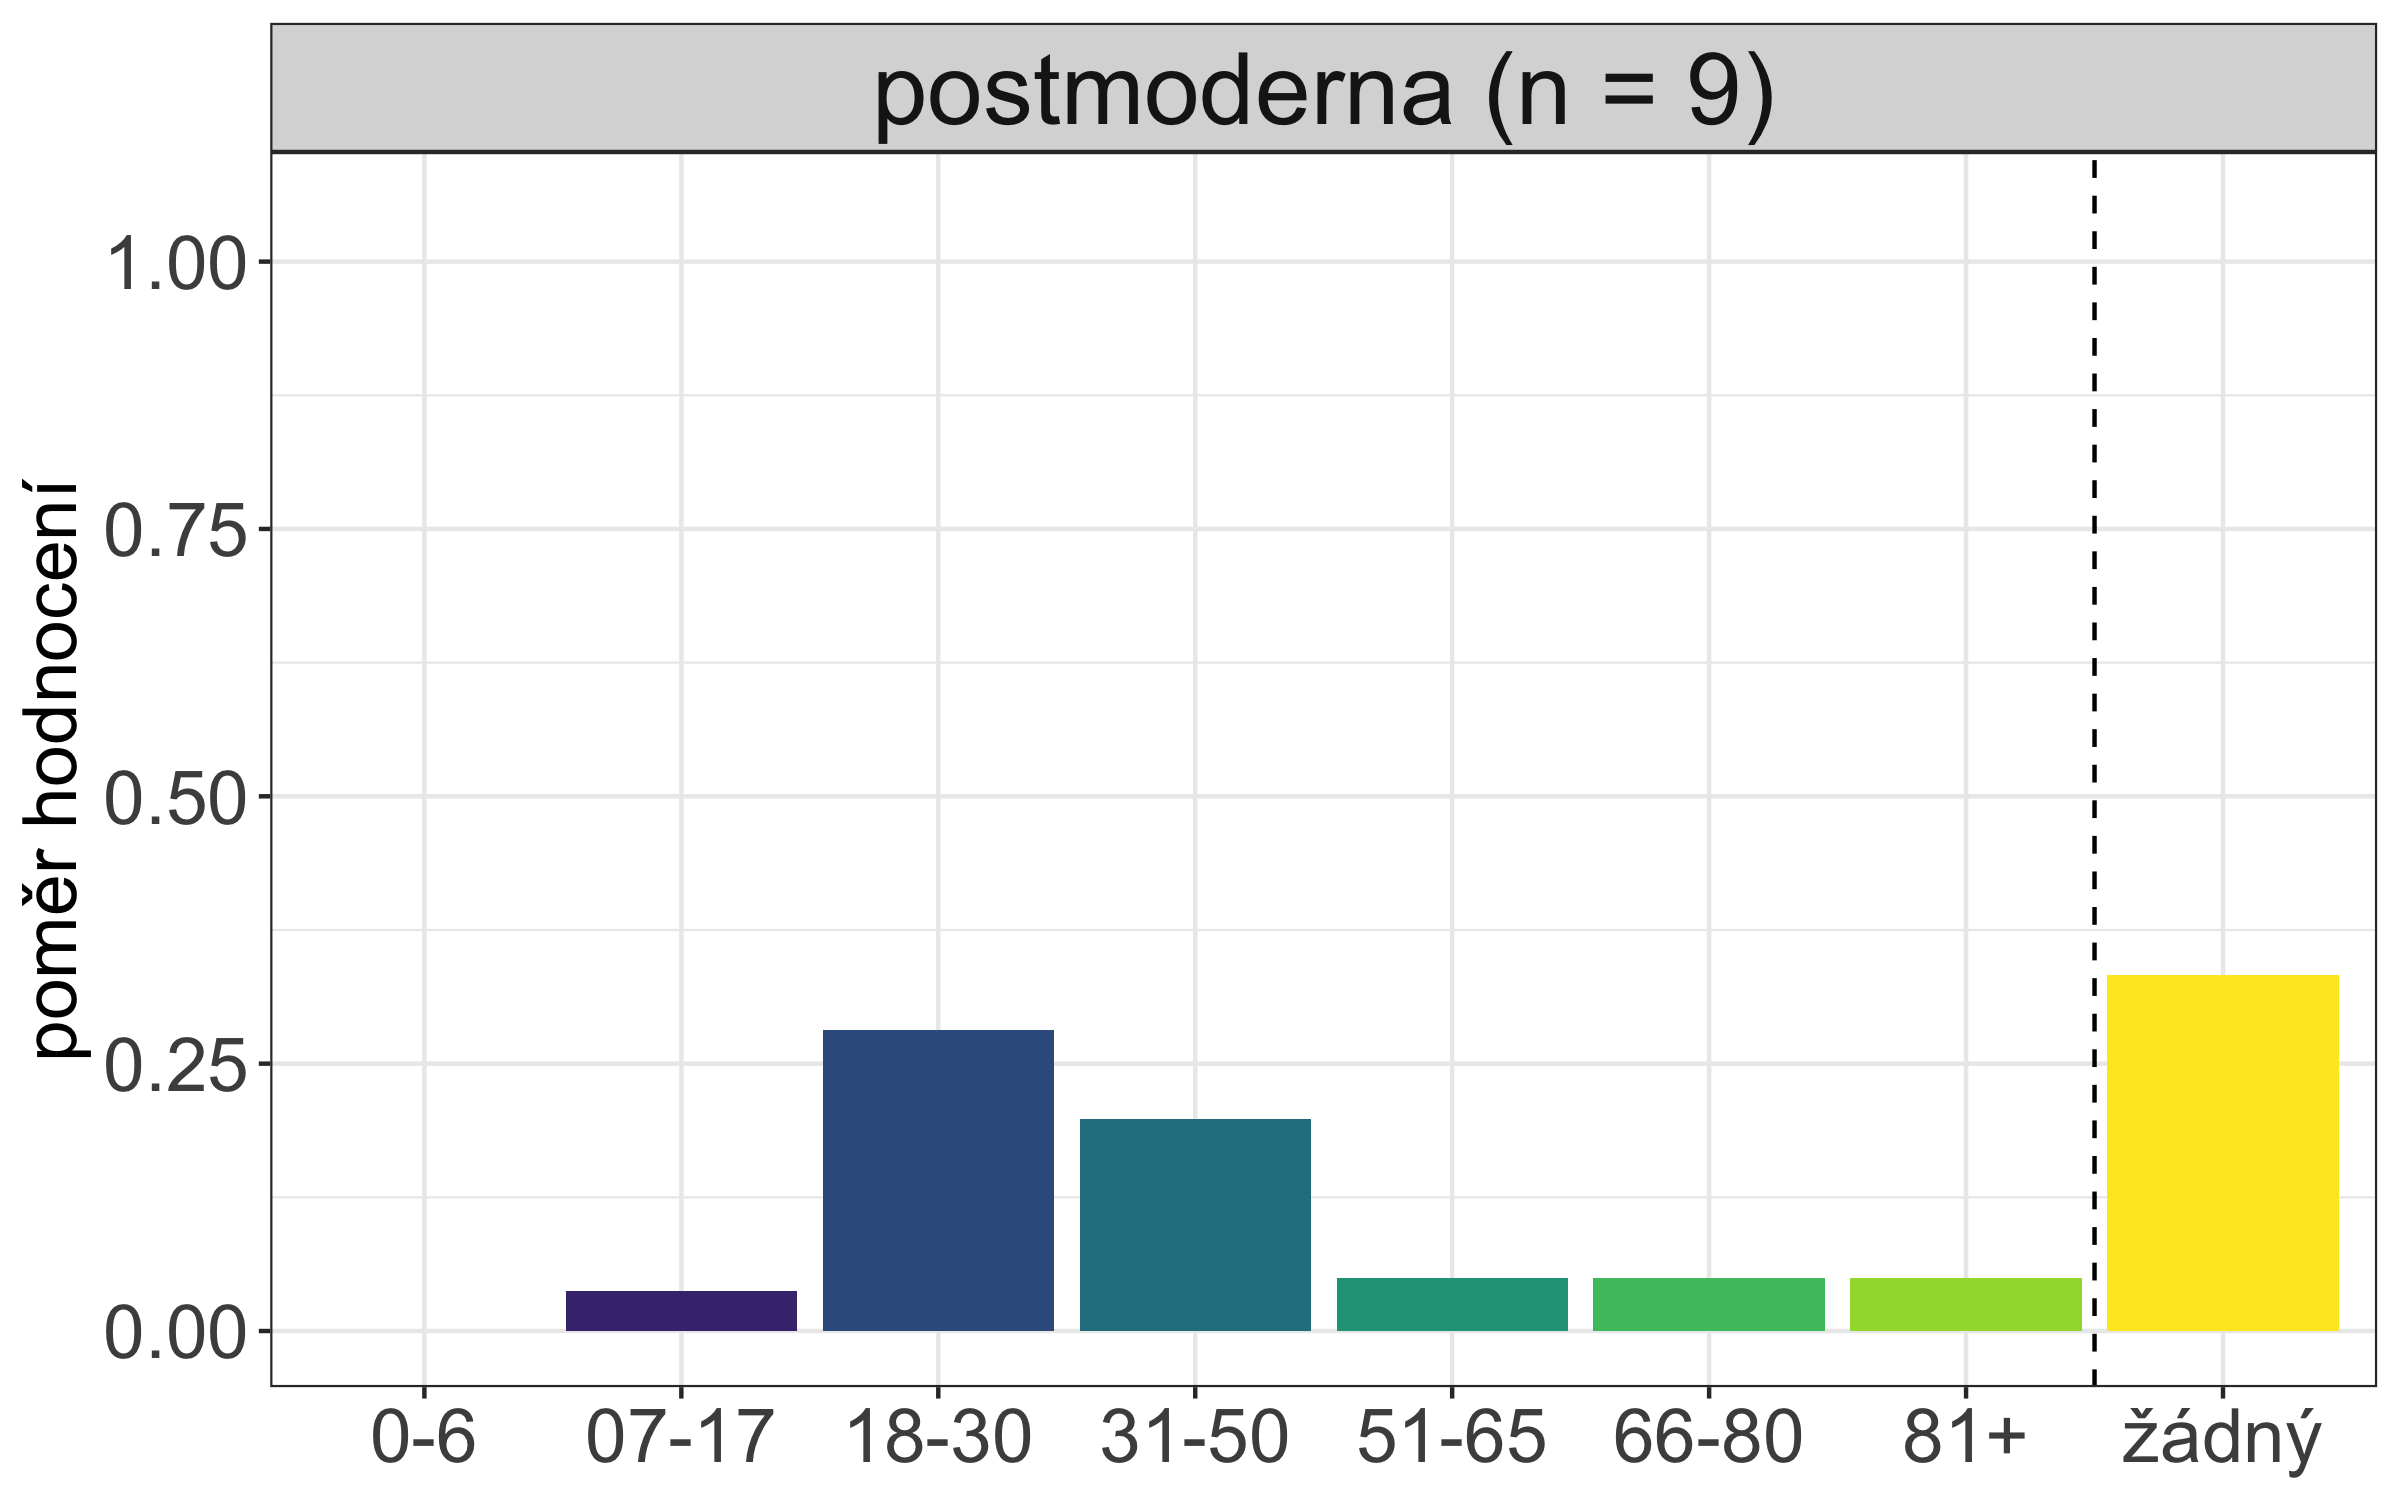 postmoderna (n = 9)
poměr hodnocení
1.00
0.75
0.50
0.25
0.00
0-6 07-17 18-30 31-50 51-65 66-80 81+ žádný